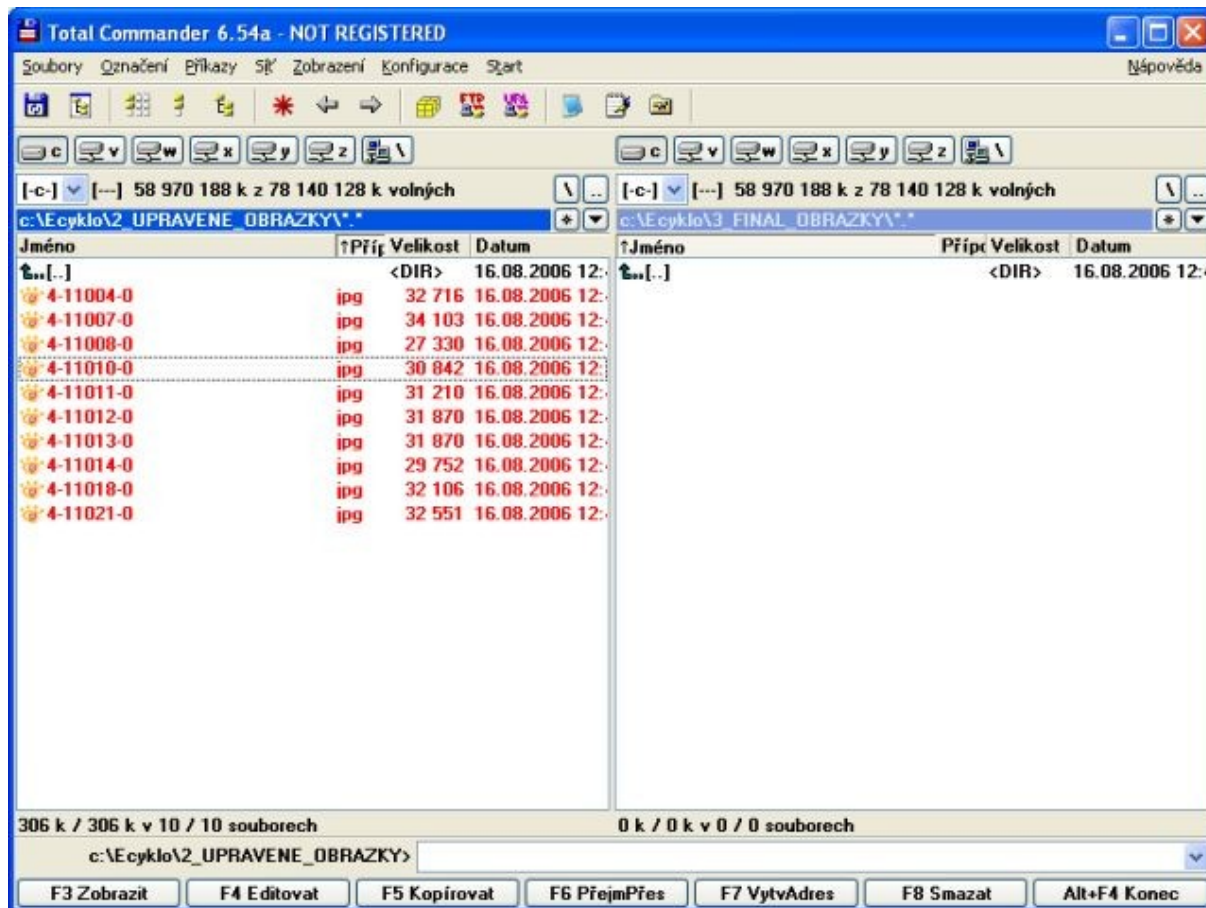 Total Commander 6.54a - NOT REGISTERED
Soubory Označení Příkazy Síť Zobrazení Konfigurace Start Nápověda
FTP
c v w x y z \ c v w x y z \
[-c-] [---] 58 970 188 k z 78 140 128 k volných \ .. [-c-] [---] 58 970 188 k z 78 140 128 k volných \ ..
c:\Ecyklo\2_UPRAVENE_OBRAZKY\*.* * c:\Ecyklo\3_FINAL_OBRAZKY\*.* *
Jméno ↑Příp Velikost Datum ↑Jméno Přípo Velikost Datum
[..] <DIR> 16.08.2006 12: [..] <DIR> 16.08.2006 12:
4-11004-0 jpg 32 716 16.08.2006 12:
4-11007-0 jpg 34 103 16.08.2006 12:
4-11008-0 jpg 27 330 16.08.2006 12:
4-11010-0 jpg 30 842 16.08.2006 12:
4-11011-0 jpg 31 210 16.08.2006 12:
4-11012-0 jpg 31 870 16.08.2006 12:
4-11013-0 jpg 31 870 16.08.2006 12:
4-11014-0 jpg 29 752 16.08.2006 12:
4-11018-0 jpg 32 106 16.08.2006 12:
4-11021-0 jpg 32 551 16.08.2006 12:
306 k / 306 k v 10 / 10 souborech 0 k / 0 k v 0 / 0 souborech
c:\Ecyklo\2_UPRAVENE_OBRAZKY>
F3 Zobrazit F4 Editovat F5 Kopírovat F6 PřejmPřes F7 VytvAdres F8 Smazat Alt+F4 Konec